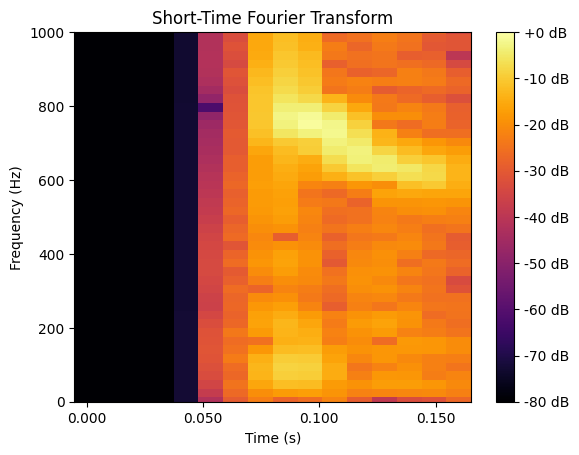 Short-Time Fourier Transform
Frequency (Hz)
1000
800
600
400
200
0
0.000
0.050
0.100
0.150
Time (s)
+0 dB
-10 dB
-20 dB
-30 dB
-40 dB
-50 dB
-60 dB
-70 dB
-80 dB